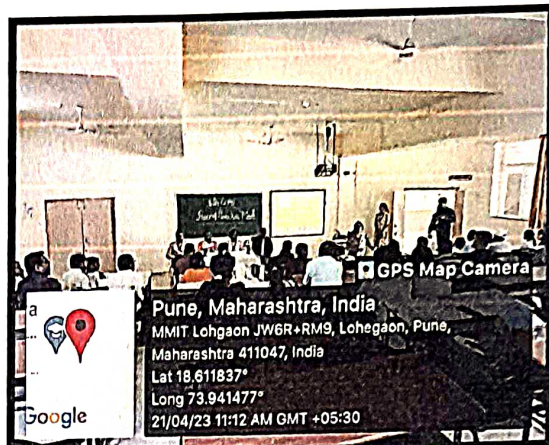 GPS Map Camera
a
...
...
Google
Pune, Maharashtra, India
MMIT Lohgaon JW6R+RM9, Lohegaon, Pune,
Maharashtra 411047, India
Lat 18.611837°
Long 73.941477°
21/04/23 11:12 AM GMT +05:30